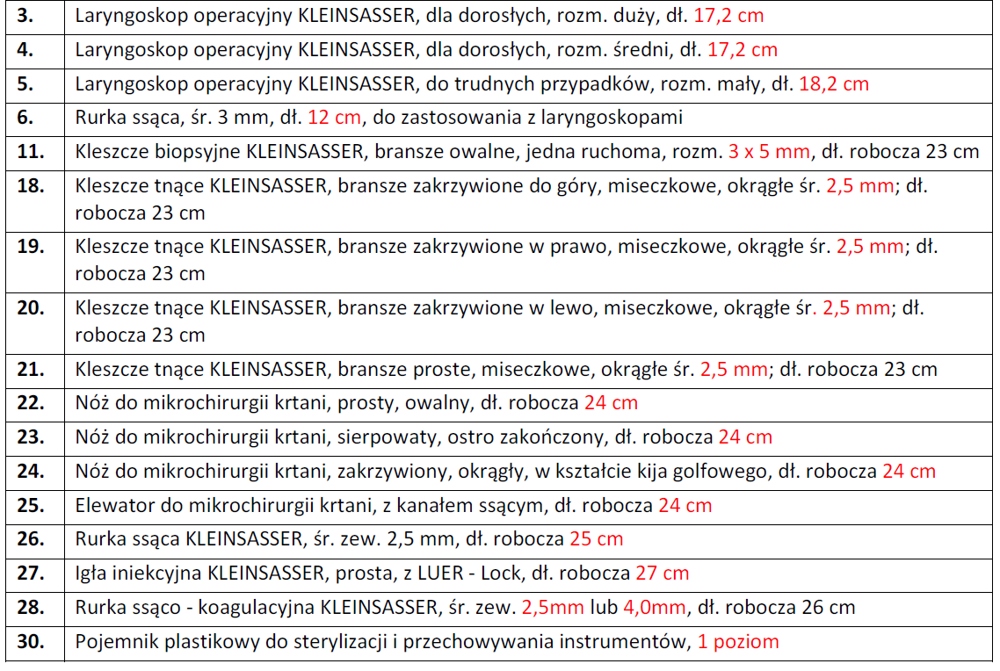 3. Laryngoskop operacyjny KLEINSASSER, dla dorosłych, rozm. duży, dł. 17,2 cm
4. Laryngoskop operacyjny KLEINSASSER, dla dorosłych, rozm. średni, dł. 17,2 cm
5. Laryngoskop operacyjny KLEINSASSER, do trudnych przypadków, rozm. mały, dł. 18,2 cm
6. Rurka ssąca, śr. 3 mm, dł. 12 cm, do zastosowania z laryngoskopami
11. Kleszcze biopsyjne KLEINSASSER, bransze owalne, jedna ruchoma, rozm. 3 x 5 mm, dł. robocza 23 cm
18. Kleszcze tnące KLEINSASSER, bransze zakrzywione do góry, miseczkowe, okrągłe śr. 2,5 mm; dł.
robocza 23 cm
19. Kleszcze tnące KLEINSASSER, bransze zakrzywione w prawo, miseczkowe, okrągłe śr. 2,5 mm; dł.
robocza 23 cm
20. Kleszcze tnące KLEINSASSER, bransze zakrzywione w lewo, miseczkowe, okrągłe śr. 2,5 mm; dł.
robocza 23 cm
21. Kleszcze tnące KLEINSASSER, bransze proste, miseczkowe, okrągłe śr. 2,5 mm; dł. robocza 23 cm
22. Nóż do mikrochirurgii krtani, prosty, owalny, dł. robocza 24 cm
23. Nóż do mikrochirurgii krtani, sierpowaty, ostro zakończony, dł. robocza 24 cm
24. Nóż do mikrochirurgii krtani, zakrzywiony, okrągły, w kształcie kija golfowego, dł. robocza 24 cm
25. Elewator do mikrochirurgii krtani, z kanałem ssącym, dł. robocza 24 cm
26. Rurka ssąca KLEINSASSER, śr. zew. 2,5 mm, dł. robocza 25 cm
27. Igła iniekcyjna KLEINSASSER, prosta, z LUER - Lock, dł. robocza 27 cm
28. Rurka ssąco - koagulacyjna KLEINSASSER, śr. zew. 2,5mm lub 4,0mm, dł. robocza 26 cm
30. Pojemnik plastikowy do sterylizacji i przechowywania instrumentów, 1 poziom